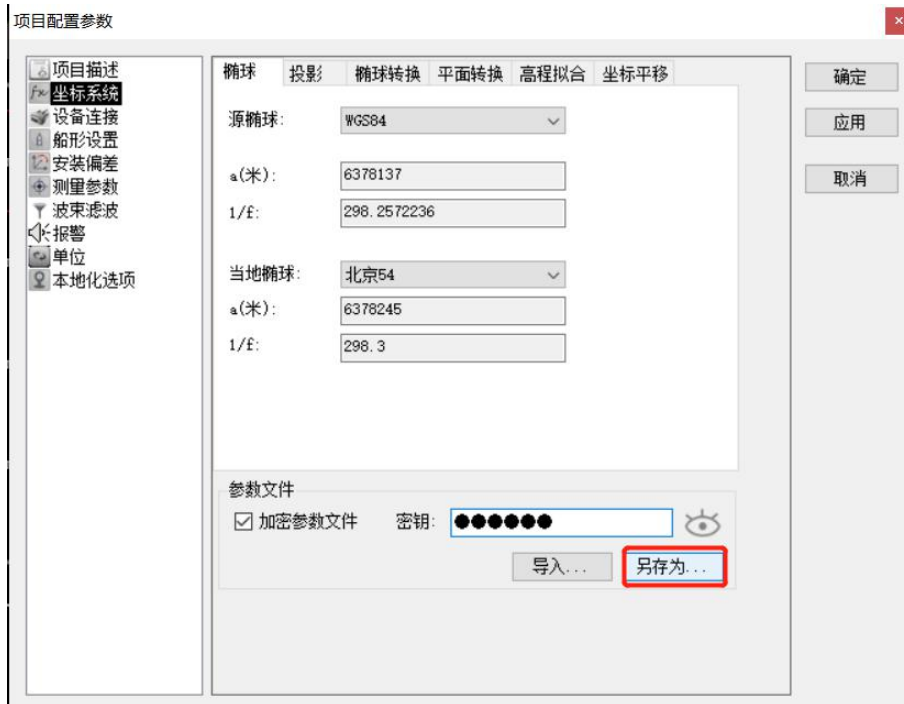 项目配置参数
项目描述
坐标系统
设备连接
船形设置
安装偏差
测量参数
波束滤波
报警
单位
本地化选项
椭球 投影 椭球转换 平面转换 高程拟合 坐标平移
源椭球: WGS84
a(米): 6378137
1/f: 298.2572236
当地椭球: 北京54
a(米): 6378245
1/f: 298.3
参数文件
加密参数文件 密钥: ●●●●●●
导入... 另存为...
确定
应用
取消